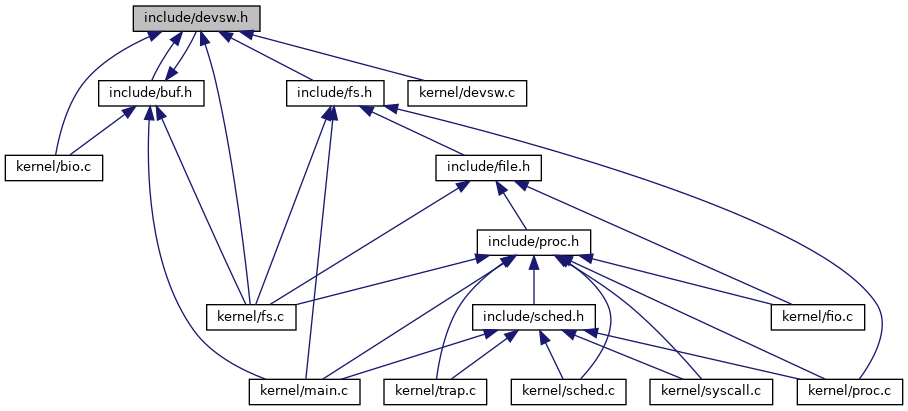 include/devsw.h
include/buf.h
include/fs.h
kernel/devsw.c
kernel/bio.c
include/file.h
include/proc.h
kernel/fs.c
include/sched.h
kernel/fio.c
kernel/main.c
kernel/trap.c
kernel/sched.c
kernel/syscall.c
kernel/proc.c